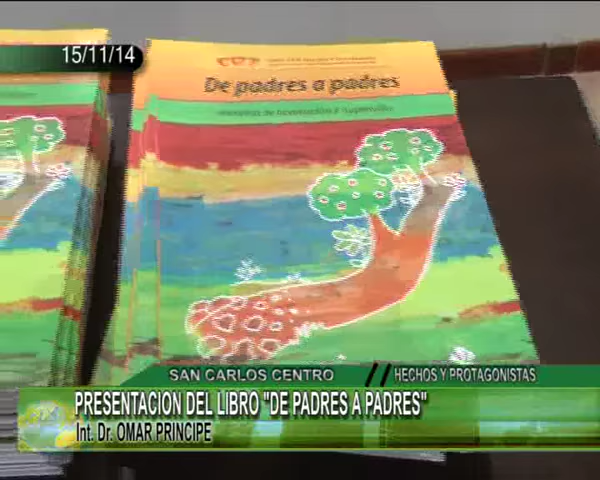 15/11/14
De padres a padres
SAN CARLOS CENTRO // HECHOS Y PROTAGONISTAS
PRESENTACION DEL LIBRO "DE PADRES A PADRES"
Int. Dr. OMAR PRINCIPE